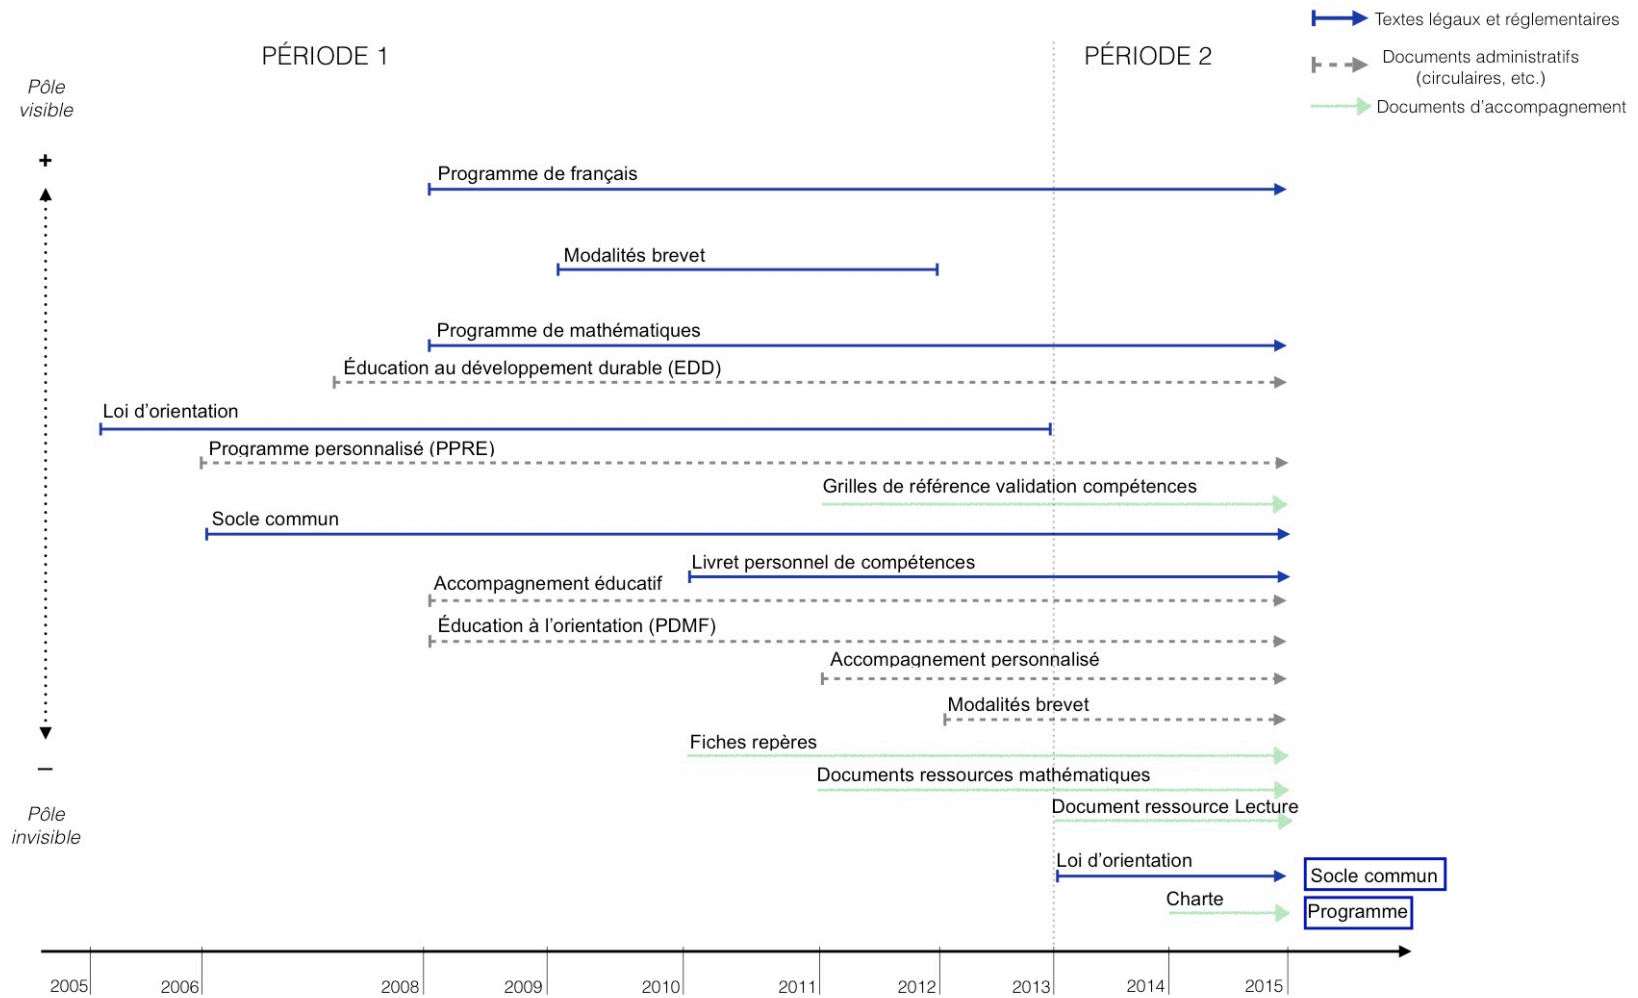 Textes légaux et réglementaires
PÉRIODE 1
PÉRIODE 2
Documents administratifs
(circulaires, etc.)
Pôle
visible
Documents d'accompagnement
+
Programme de français
Modalités brevet
Programme de mathématiques
Éducation au développement durable (EDD)
Loi d'orientation
Programme personnalisé (PPRE)
Grilles de référence validation compétences
Socle commun
Livret personnel de compétences
Accompagnement éducatif
Éducation à l'orientation (PDMF)
Accompagnement personnalisé
Modalités brevet
Fiches repères
–
Documents ressources mathématiques
Document ressource Lecture
Pôle
invisible
Loi d'orientation
Socle commun
Charte
Programme
2005 2006 2008 2009 2010 2011 2012 2013 2014 2015